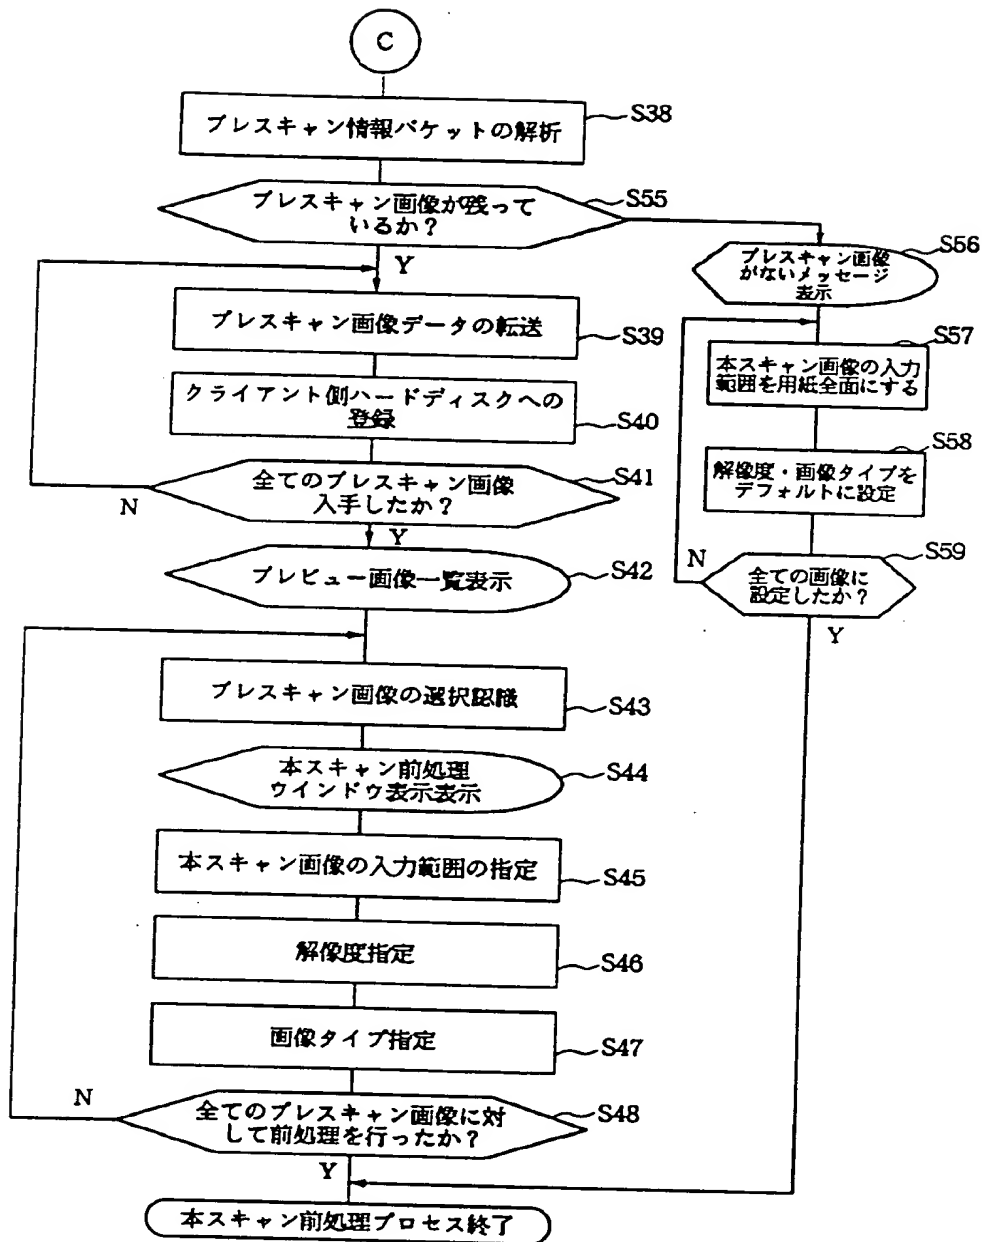 C
プレスキャン情報パケットの解析
S38
プレスキャン画像が残って
いるか?
S55
Y
プレスキャン画像
がないメッセージ
表示
S56
プレスキャン画像データの転送
S39
本スキャン画像の入力
範囲を用紙全面にする
S57
クライアント側ハードディスクへの
登録
S40
解像度・画像タイプを
デフォルトに設定
S58
全てのプレスキャン画像
入手したか?
S41
N
Y
全ての画像に
設定したか?
S59
N
Y
プレビュー画像一覧表示
S42
プレスキャン画像の選択認識
S43
本スキャン前処理
ウインドウ表示表示
S44
本スキャン画像の入力範囲の指定
S45
解像度指定
S46
画像タイプ指定
S47
全てのプレスキャン画像に対
して前処理を行ったか?
S48
N
Y
本スキャン前処理プロセス終了